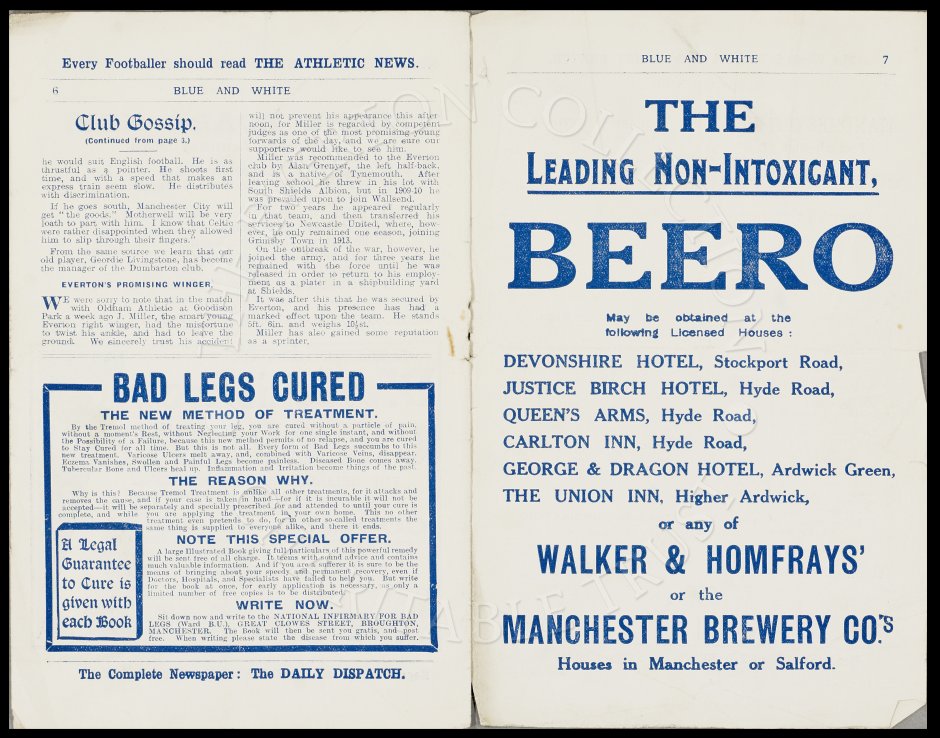 Every Footballer should read THE ATHLETIC NEWS.
6 BLUE AND WHITE
Club Gossip.
(Continued from page 3.)
he would suit English football. He is as
thrustful as a pointer. He shoots first
time, and with a speed that makes an
express train seem slow. He distributes
with discrimination.
If he goes south, Manchester City will
get "the goods." Motherwell will be very
loath to part with him. I know that Celtic
were rather disappointed when they allowed
him to slip through their fingers."
From the same source we learn that our
old player, Geordie Livingstone, has become
the manager of the Dumbarton club.
EVERTON'S PROMISING WINGER.
WE were sorry to note that in the match
with Oldham Athletic at Goodison
Park a week ago J. Miller, the smart young
Everton right winger, had the misfortune
to twist his ankle, and had to leave the
ground. We sincerely trust his accident
will not prevent his appearance this after
noon, for Miller is regarded by competent
judges as one of the most promising young
forwards of the day, and we are sure our
supporters would like to see him.
Miller was recommended to the Everton
club by Alan Grenyer, the left half-back,
and is a native of Tynemouth. After
leaving school he threw in his lot with
South Shields Albion, but in 1909-10 he
was prevailed upon to join Wallsend.
For two years he appeared regularly
in that team, and then transferred his
services to Newcastle United, where, how-
ever, he only remained one season, joining
Grimsby Town in 1913.
On the outbreak of the war, however, he
joined the army, and for three years he
remained with the force until he was
released in order to return to his employ-
ment as a plater in a shipbuilding yard
at Shields.
It was after this that he was secured by
Everton, and his presence has had a
marked effect upon the team. He stands
5ft. 6in. and weighs 10½st.
Miller has also gained some reputation
as a sprinter,
BAD LEGS CURED
THE NEW METHOD OF TREATMENT.
By the Tremol method of treating your leg, you are cured without a particle of pain,
without a moment's Rest, without Neglecting your Work for one single instant, and without
the Possibility of a Failure, because this new method permits of no relapse, and you are cured
to Stay Cured for all time. But this is not all. Every form of Bad Legs succumbs to this
new treatment. Varicose Ulcers melt away, and, combined with Varicose Veins, disappear.
Eczema Vanishes, Swollen and Painful Legs become painless. Diseased Bone comes away.
Tubercular Bone and Ulcers heal up. Inflammation and Irritation become things of the past.
THE REASON WHY.
Why is this? Because Tremol Treatment is unlike all other treatments, for it attacks and
removes the cause, and if your case is taken in hand—for if it is incurable it will not be
accepted—it will be separately and specially prescribed for and attended to until your cure is
complete, and while you are applying the treatment in your own home. This no other
treatment even pretends to do, for in other so-called treatments the
same thing is supplied to everyone alike, and there it ends.
NOTE THIS SPECIAL OFFER.
A large Illustrated Book giving full particulars of this powerful remedy
will be sent free of all charge. It teems with sound advice and contains
much valuable information. And if you are a sufferer it is sure to be the
means of bringing about your speedy and permanent recovery, even if
Doctors, Hospitals, and Specialists have failed to help you. But write
for the book at once, for early application is necessary, as only a
limited number of free copies is to be distributed.
A Legal
Guarantee
to Cure is
given with
each Book
WRITE NOW.
Sit down now and write to the NATIONAL INFIRMARY FOR BAD
LEGS (Ward B.U.), GREAT CLOWES STREET, BROUGHTON,
MANCHESTER. The Book will then be sent you gratis, and post
free. When writing please state the disease from which you suffer.
The Complete Newspaper: The DAILY DISPATCH.
BLUE AND WHITE 7
THE
LEADING NON-INTOXICANT,
BEERO
May be obtained at the
following Licensed Houses:
DEVONSHIRE HOTEL, Stockport Road,
JUSTICE BIRCH HOTEL, Hyde Road,
QUEEN'S ARMS, Hyde Road,
CARLTON INN, Hyde Road,
GEORGE & DRAGON HOTEL, Ardwick Green,
THE UNION INN, Higher Ardwick,
or any of
WALKER & HOMFRAYS'
or the
MANCHESTER BREWERY CO.'S
Houses in Manchester or Salford.